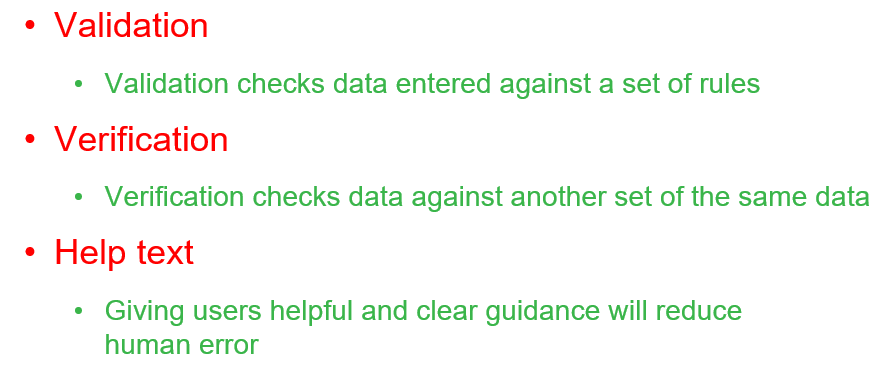 • Validation
• Validation checks data entered against a set of rules
• Verification
• Verification checks data against another set of the same data
• Help text
• Giving users helpful and clear guidance will reduce
human error